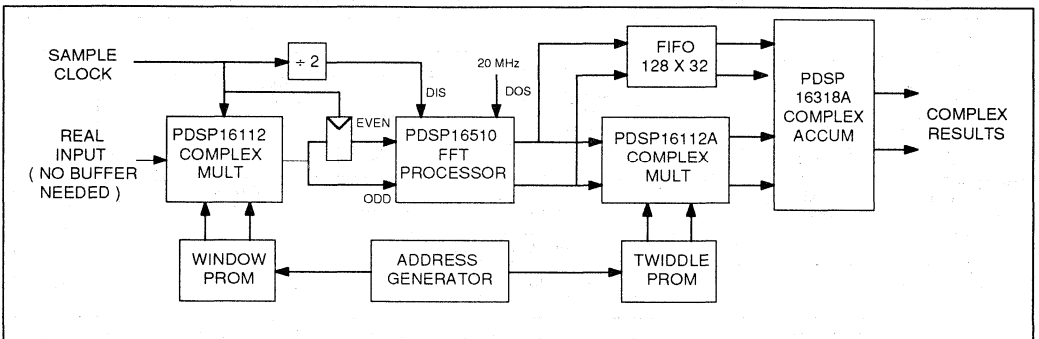 SAMPLE
CLOCK
÷ 2
20 MHz
DIS
DOS
FIFO
128 X 32
PDSP
16318A
COMPLEX
ACCUM
COMPLEX
RESULTS
REAL
INPUT
( NO BUFFER
NEEDED )
PDSP16112
COMPLEX
MULT
EVEN
ODD
PDSP16510
FFT
PROCESSOR
PDSP16112A
COMPLEX
MULT
WINDOW
PROM
ADDRESS
GENERATOR
TWIDDLE
PROM